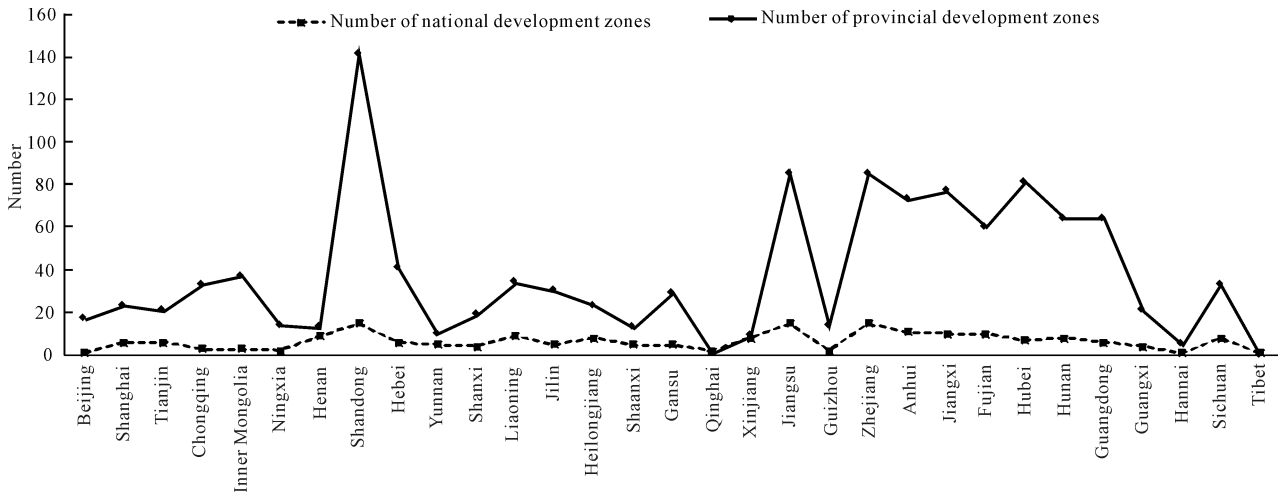 Number of national development zones
Number of provincial development zones
Number
160
140
120
100
80
60
40
20
0
Beijing
Shanghai
Tianjin
Chongqing
Inner Mongolia
Ningxia
Henan
Shandong
Hebei
Yunnan
Shanxi
Liaoning
Jilin
Heilongjiang
Shaanxi
Gansu
Qinghai
Xinjiang
Jiangsu
Guizhou
Zhejiang
Anhui
Jiangxi
Fujian
Hubei
Hunan
Guangdong
Guangxi
Hannai
Sichuan
Tibet